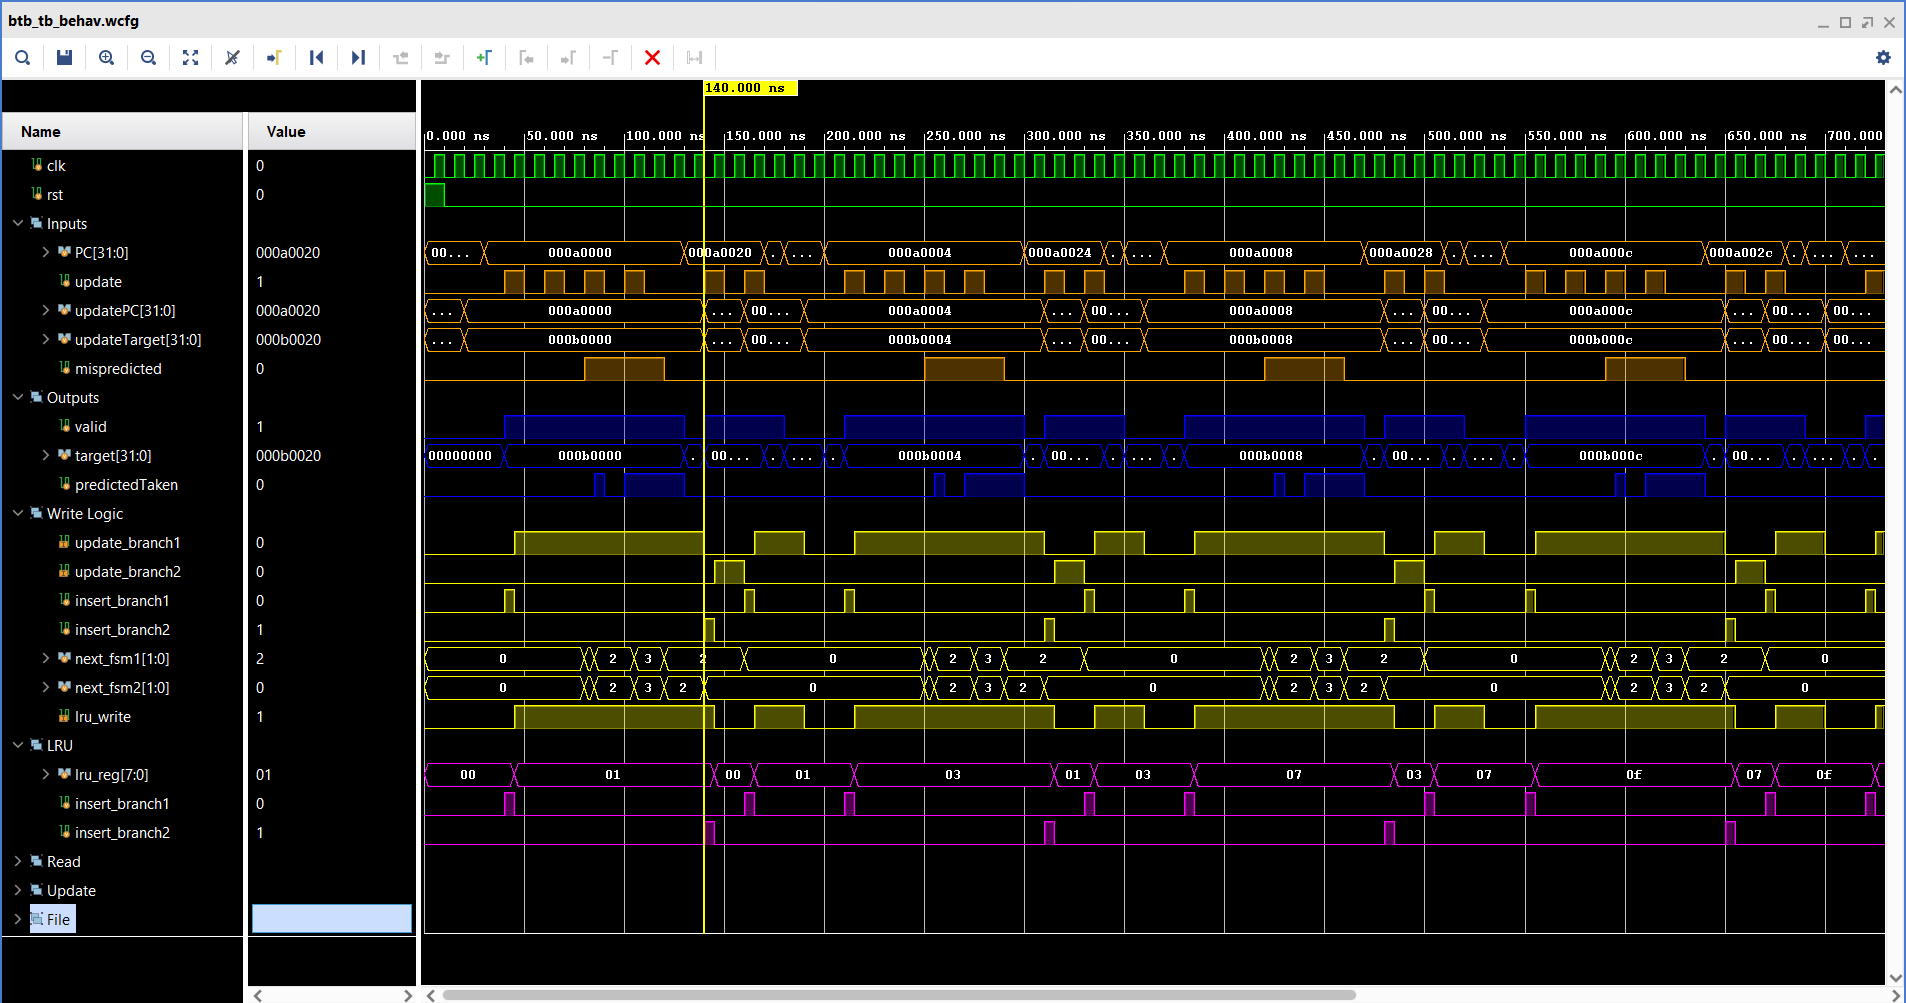 btb_tb_behav.wcfg
140.000 ns
Name Value 0.000 ns 50.000 ns 100.000 ns 150.000 ns 200.000 ns 250.000 ns 300.000 ns 350.000 ns 400.000 ns 450.000 ns 500.000 ns 550.000 ns 600.000 ns 650.000 ns 700.000
clk 0
rst 0
Inputs
PC[31:0] 000a0020 00... 000a0000 000a0020 . ... 000a0004 000a0024 . ... 000a0008 000a0028 . ... 000a000c 000a002c . ... ...
update 1
updatePC[31:0] 000a0020 ... 000a0000 ... 00... 000a0004 ... 00... 000a0008 ... 00... 000a000c ... 00... 00...
updateTarget[31:0] 000b0020 ... 000b0000 ... 00... 000b0004 ... 00... 000b0008 ... 00... 000b000c ... 00... 00...
mispredicted 0
Outputs
valid 1
target[31:0] 000b0020 00000000 000b0000 . 00... . ... . 000b0004 . 00... . ... . 000b0008 . 00... . ... . 000b000c . 00... . ... . .
predictedTaken 0
Write Logic
update_branch1 0
update_branch2 0
insert_branch1 0
insert_branch2 1
next_fsm1[1:0] 2 0 2 3 2 0 2 3 2 0 2 3 2 0 2 3 2 0
next_fsm2[1:0] 0 0 2 3 2 0 2 3 2 0 2 3 2 0 2 3 2 0
lru_write 1
LRU
lru_reg[7:0] 01 00 01 00 01 03 01 03 07 03 07 0f 07 0f
insert_branch1 0
insert_branch2 1
Read
Update
File